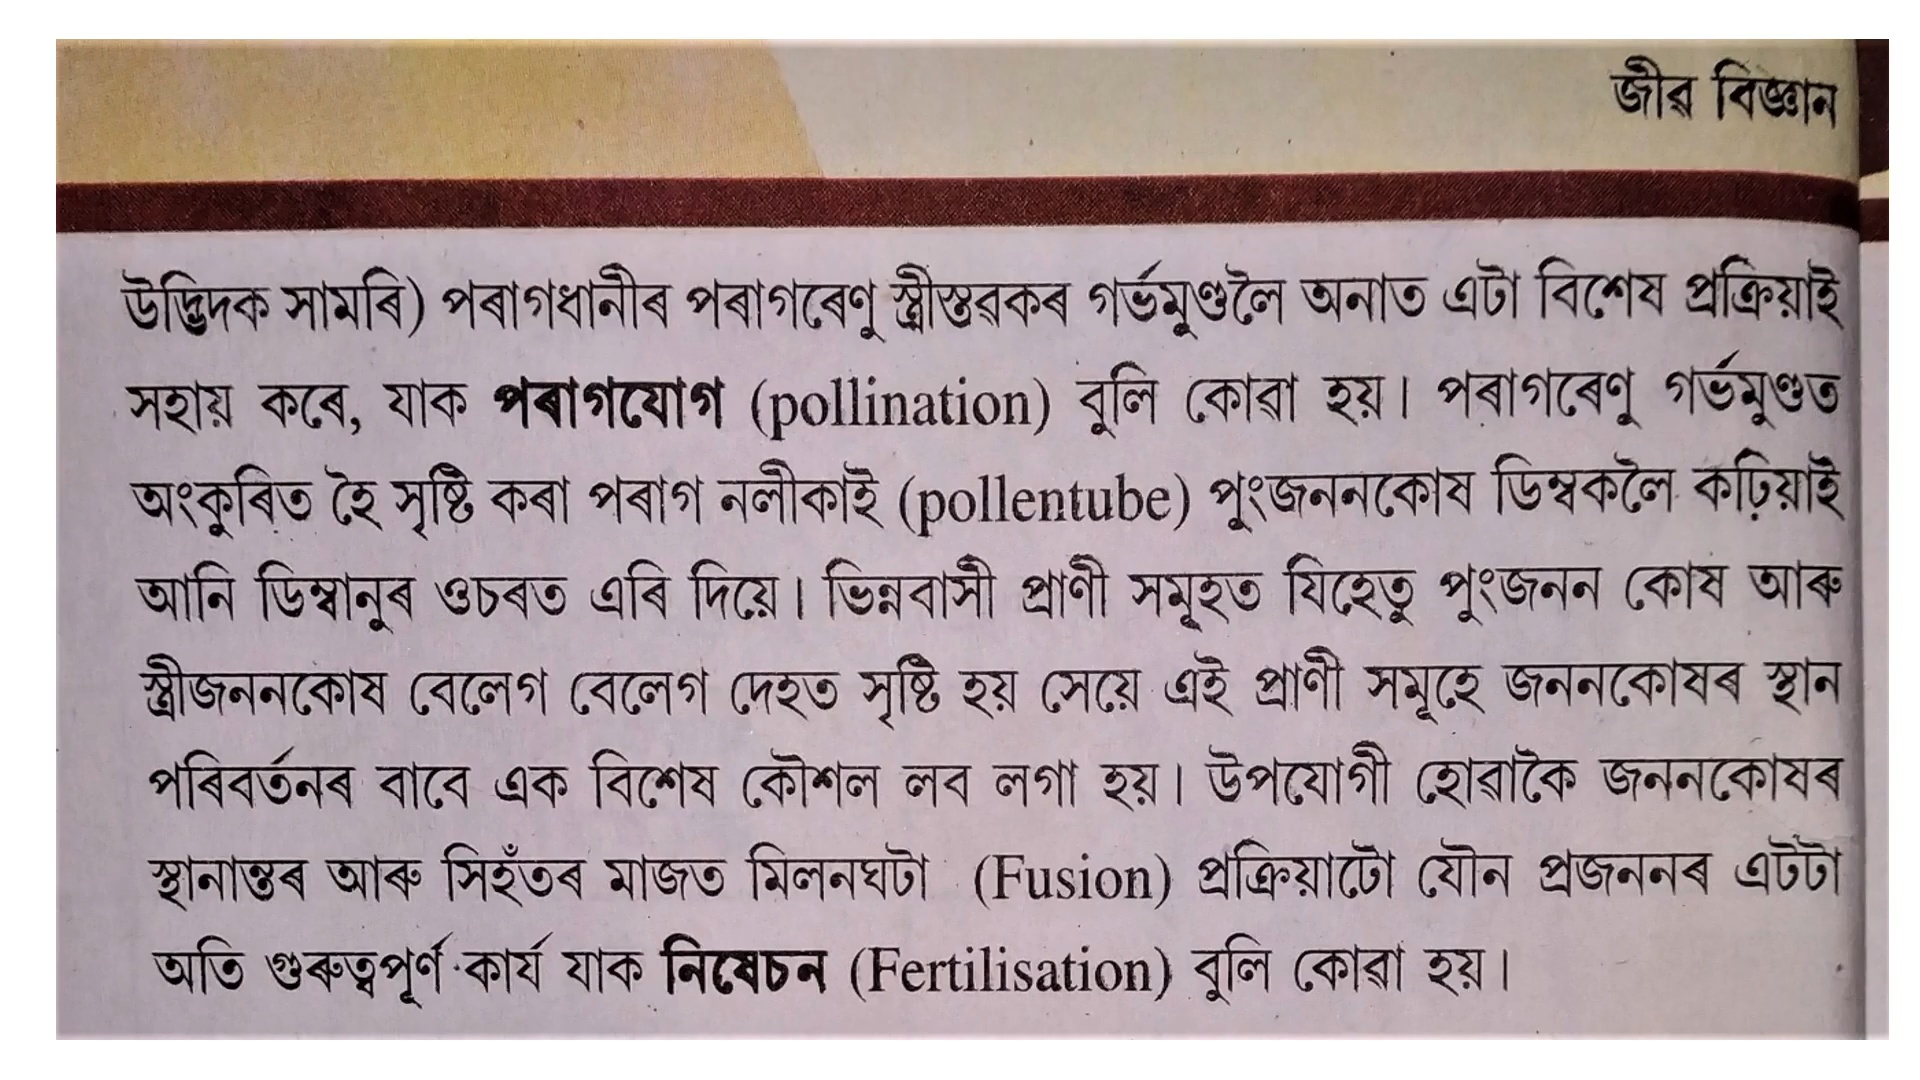 জীৱ বিজ্ঞান
উদ্ভিদক সামৰি) পৰাগধানীৰ পৰাগৰেণু স্ত্ৰীস্তৱকৰ গৰ্ভমুণ্ডলৈ অনাত এটা বিশেষ প্ৰক্ৰিয়াই
সহায় কৰে, যাক পৰাগযোগ (pollination) বুলি কোৱা হয়। পৰাগৰেণু গৰ্ভমুণ্ডত
অংকুৰিত হৈ সৃষ্টি কৰা পৰাগ নলীকাই (pollentube) পুংজননকোষ ডিম্বকলৈ কঢ়িয়াই
আনি ডিম্বানুৰ ওচৰত এৰি দিয়ে। ভিন্নবাসী প্ৰাণী সমূহত যিহেতু পুংজনন কোষ আৰু
স্ত্ৰীজননকোষ বেলেগ বেলেগ দেহত সৃষ্টি হয় সেয়ে এই প্ৰাণী সমূহে জননকোষৰ স্থান
পৰিবৰ্তনৰ বাবে এক বিশেষ কৌশল লব লগা হয়। উপযোগী হোৱাকৈ জননকোষৰ
স্থানান্তৰ আৰু সিহঁতৰ মাজত মিলনঘটা (Fusion) প্ৰক্ৰিয়াটো যৌন প্ৰজননৰ এটটা
অতি গুৰুত্বপূৰ্ণ কাৰ্য যাক নিষেচন (Fertilisation) বুলি কোৱা হয়।